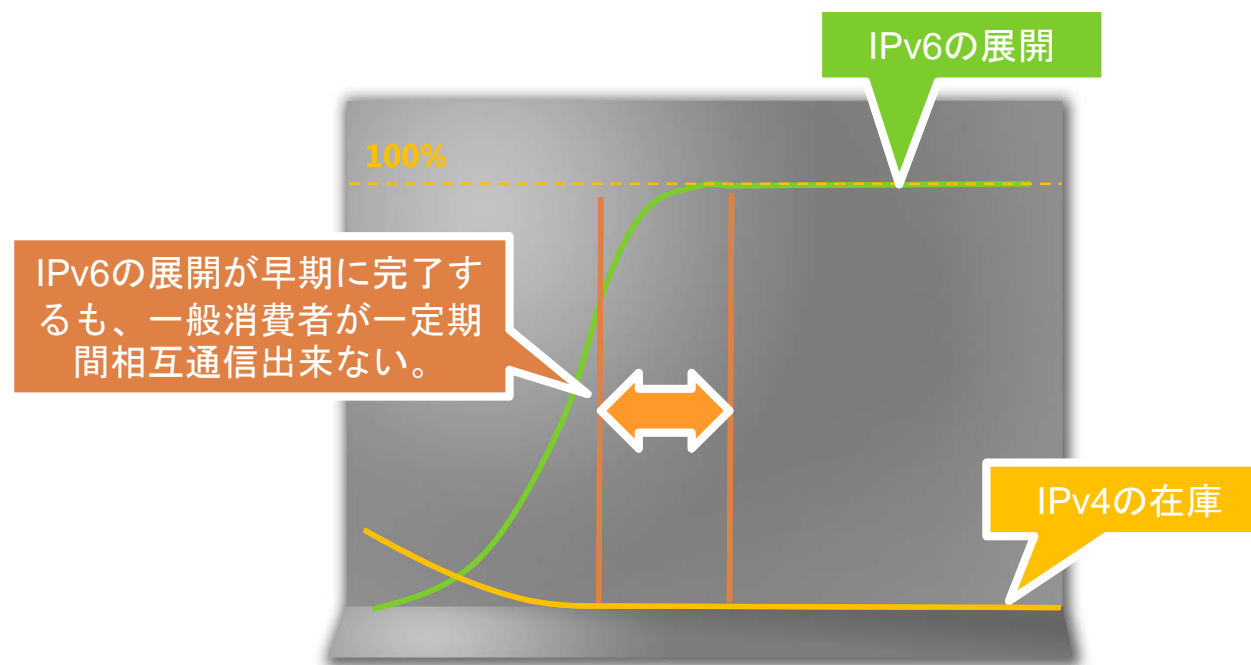 IPv6の展開
100%
IPv6の展開が早期に完了す
るも、一般消費者が一定期
間相互通信出来ない。
IPv4の在庫